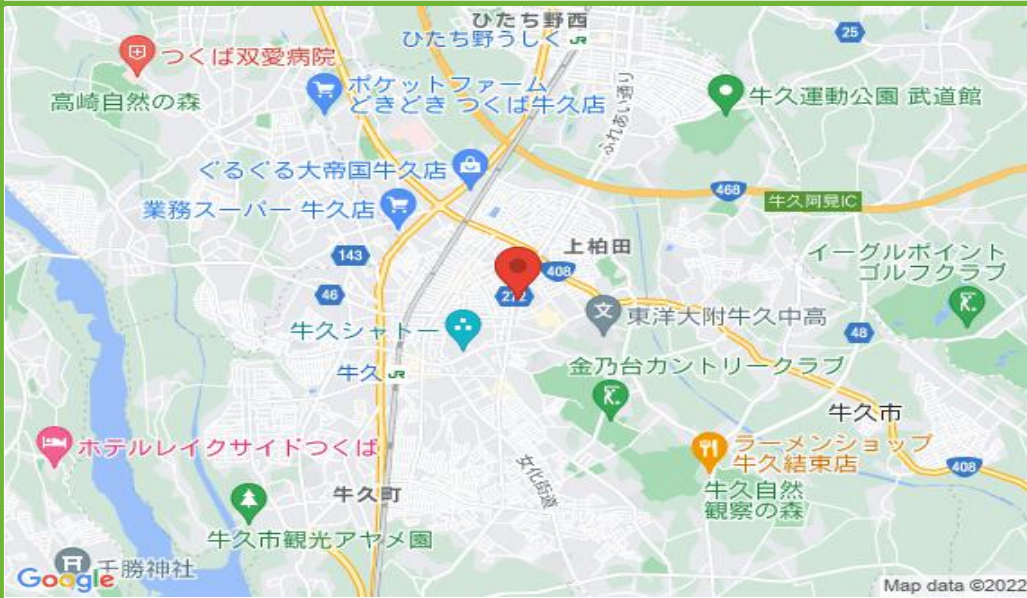 ひたち野西
ひたち野うしく JR
25
つくば双愛病院
高崎自然の森
ポケットファーム
どきどき つくば牛久店
ふれあい通り
牛久運動公園 武道館
ぐるぐる大帝国牛久店
468
牛久阿見IC
業務スーパー 牛久店
143
上柏田
408
イーグルポイント
ゴルフクラブ
46
272
牛久シャトー
東洋大附牛久中高
48
牛久 JR
金乃台カントリークラブ
牛久市
ホテルレイクサイドつくば
ラーメンショップ
牛久結束店
408
女化街道
牛久町
牛久自然
観察の森
牛久市観光アヤメ園
千勝神社
Google
Map data ©2022